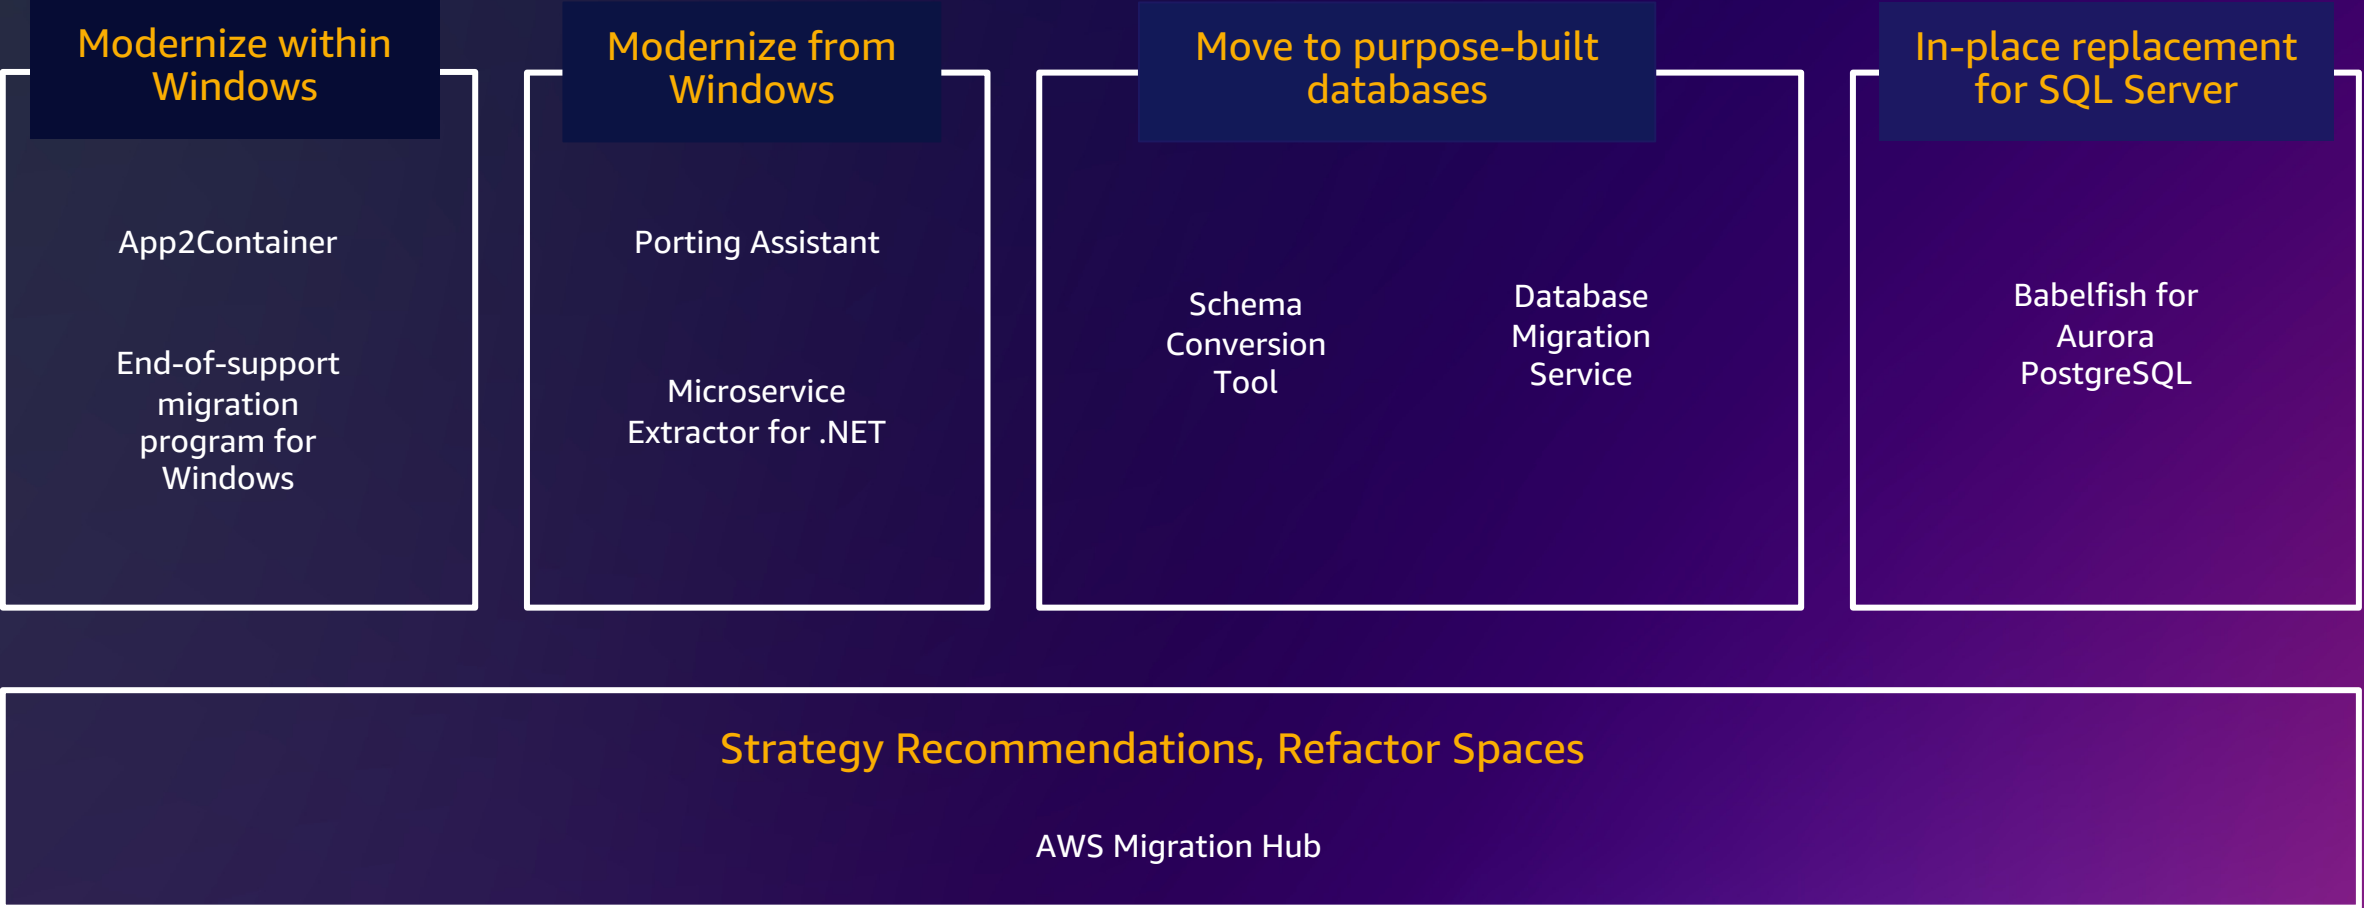 Modernize within
Windows
App2Container
End-of-support
migration
program for
Windows
Modernize from
Windows
Porting Assistant
Microservice
Extractor for .NET
Move to purpose-built
databases
Schema
Conversion
Tool
Database
Migration
Service
In-place replacement
for SQL Server
Babelfish for
Aurora
PostgreSQL
Strategy Recommendations, Refactor Spaces
AWS Migration Hub